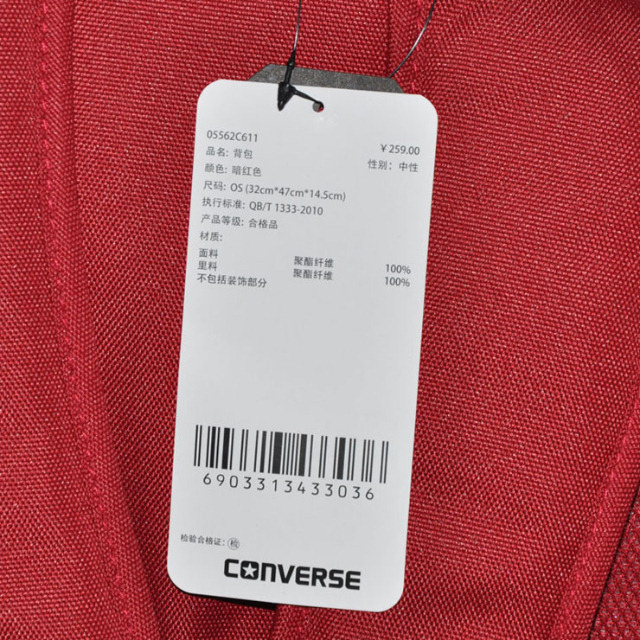 05562C611
¥259.00
品名: 背包
性别: 中性
颜色: 暗红色
尺码: OS (32cm*47cm*14.5cm)
执行标准: QB/T 1333-2010
产品等级: 合格品
材质:
面料 聚酯纤维 100%
里料 聚酯纤维 100%
不包括装饰部分
6903313433036
检验合格证: 检
CONVERSE